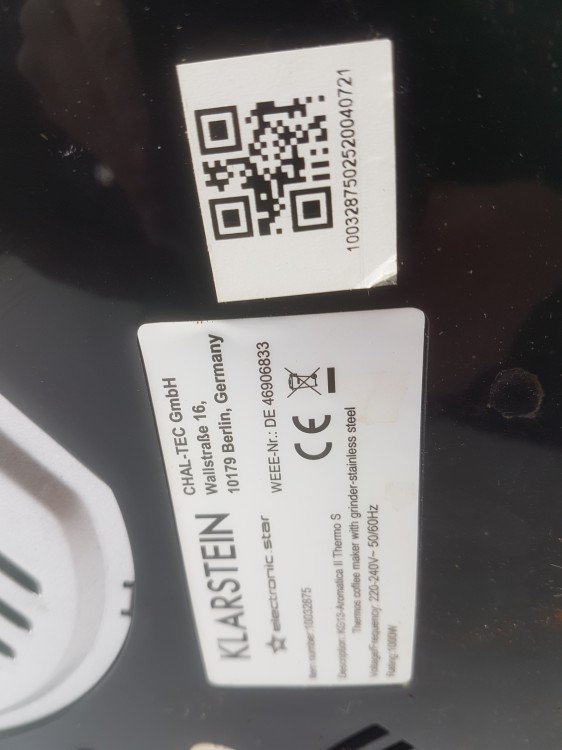 1003287502520040721
KLARSTEIN
CHAL-TEC GmbH
Wallstraße 16,
10179 Berlin, Germany
electronic.star
WEEE-Nr.: DE 46906833
CE
Item number:10032875
Description: KG13-Aromatica II Thermo S
Thermos coffee maker with grinder-stainless steel
Voltage/Frequency: 220-240V~ 50/60Hz
Rating:1000W